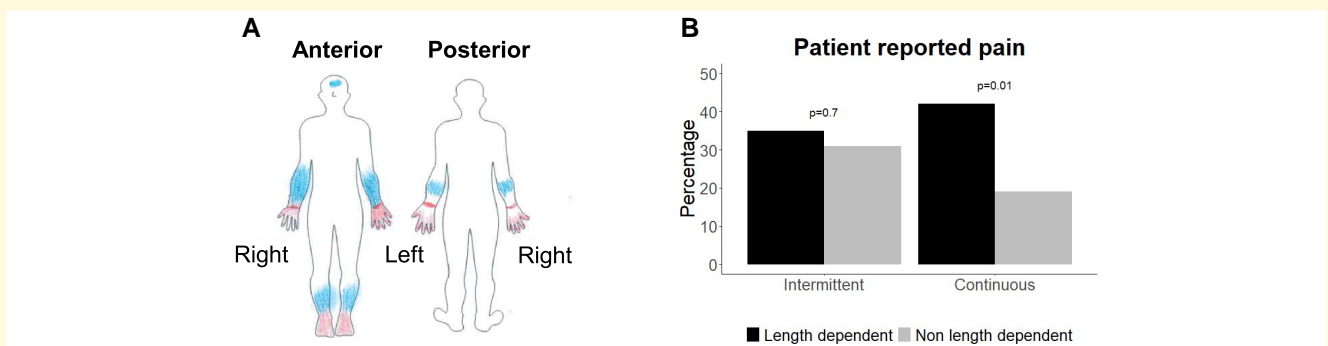 A
Anterior
Posterior
Right
Left
Right
B
Patient reported pain
Percentage
50
40
30
20
10
0
p=0.7
p=0.01
Intermittent
Continuous
Length dependent
Non length dependent